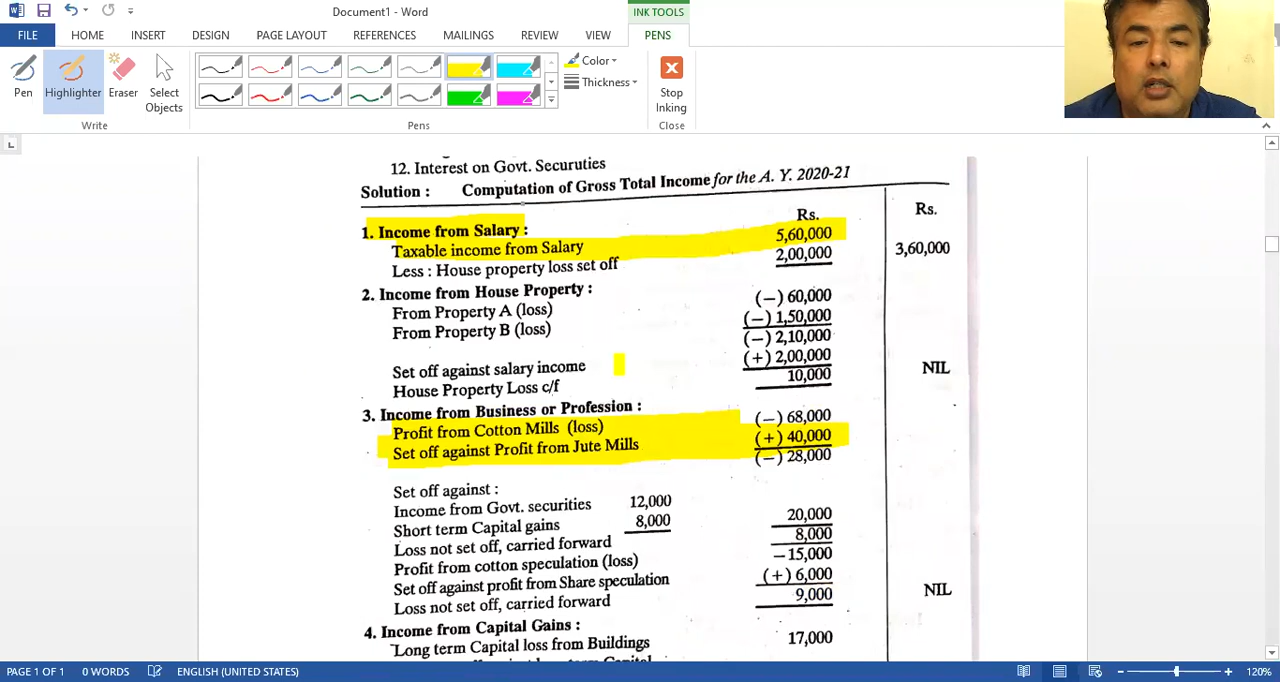 Document1 - Word
INK TOOLS
FILE HOME INSERT DESIGN PAGE LAYOUT REFERENCES MAILINGS REVIEW VIEW PENS
Pen Highlighter Eraser Select Objects
Color
Thickness
Stop Inking
Write Pens Close
12. Interest on Govt. Securuties
Solution : Computation of Gross Total Income for the A. Y. 2020-21
Rs. Rs.
1. Income from Salary :
Taxable income from Salary 5,60,000
Less : House property loss set off 2,00,000 3,60,000
2. Income from House Property :
From Property A (loss) (—) 60,000
From Property B (loss) (—) 1,50,000
(—) 2,10,000
Set off against salary income (+) 2,00,000
House Property Loss c/f 10,000 NIL
3. Income from Business or Profession :
Profit from Cotton Mills (loss) (—) 68,000
Set off against Profit from Jute Mills (+) 40,000
(—) 28,000
Set off against :
Income from Govt. securities 12,000
Short term Capital gains 8,000 20,000
Loss not set off, carried forward 8,000
Profit from cotton speculation (loss) —15,000
Set off against profit from Share speculation (+) 6,000
Loss not set off, carried forward 9,000 NIL
4. Income from Capital Gains :
Long term Capital loss from Buildings 17,000
PAGE 1 OF 1 0 WORDS ENGLISH (UNITED STATES) 120%